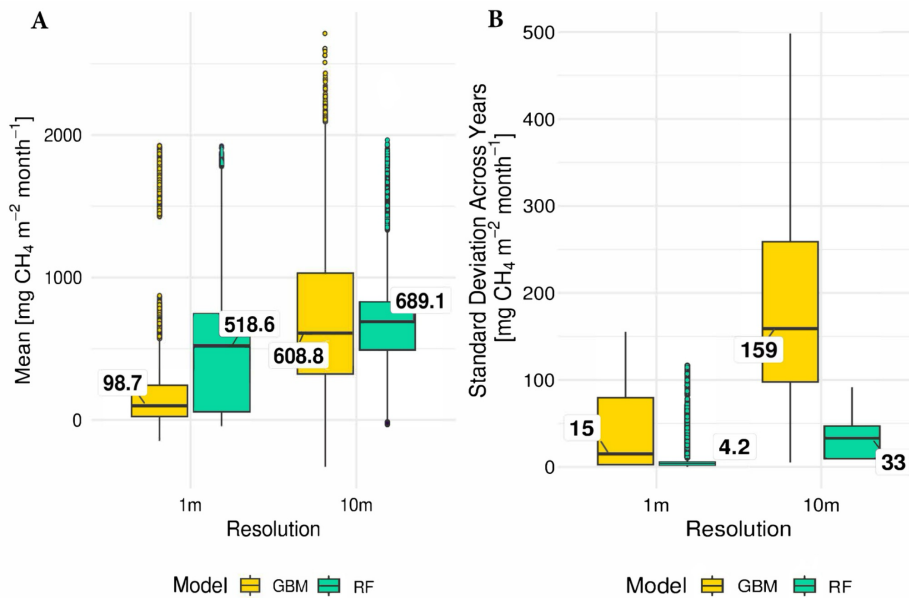 A
Mean [mg CH₄ m⁻² month⁻¹]
2000
1000
0
98.7
518.6
608.8
689.1
1m
10m
Resolution
Model GBM RF
B
Standard Deviation Across Years
[mg CH₄ m⁻² month⁻¹]
500
400
300
200
100
0
15
4.2
159
33
1m
10m
Resolution
Model GBM RF